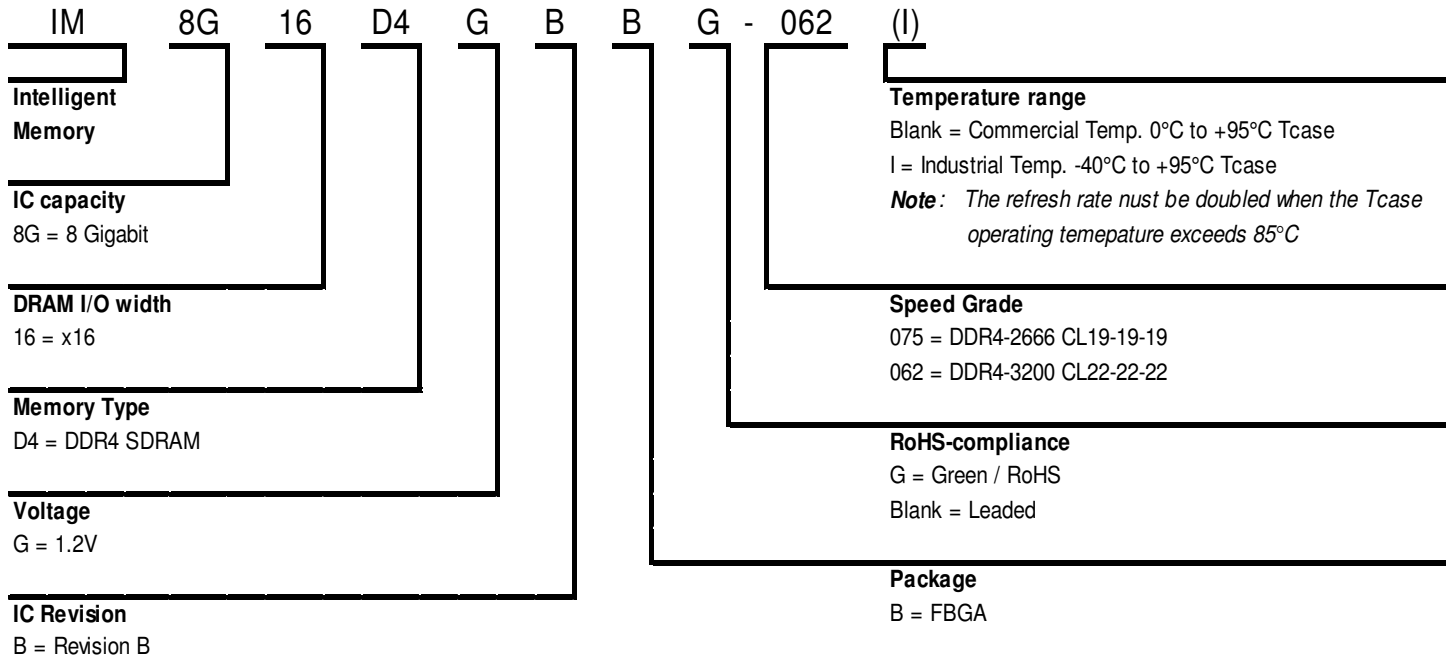 IM 8G 16 D4 G B B G - 062 (I)
Intelligent
Memory
IC capacity
8G = 8 Gigabit
DRAM I/O width
16 = x16
Memory Type
D4 = DDR4 SDRAM
Voltage
G = 1.2V
IC Revision
B = Revision B
Temperature range
Blank = Commercial Temp. 0°C to +95°C Tcase
I = Industrial Temp. -40°C to +95°C Tcase
Note : The refresh rate nust be doubled when the Tcase
operating temepature exceeds 85°C
Speed Grade
075 = DDR4-2666 CL19-19-19
062 = DDR4-3200 CL22-22-22
RoHS-compliance
G = Green / RoHS
Blank = Leaded
Package
B = FBGA